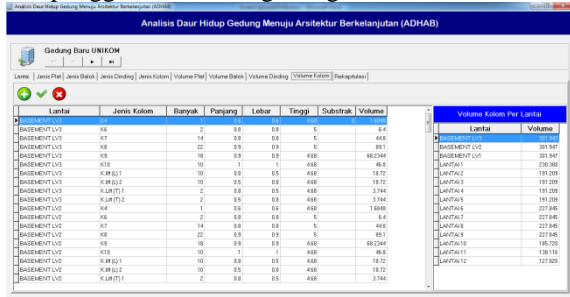 Analisis Daur Hidup Gedung Menuju Arsitektur Berkelanjutan (ADHAB)
Analisis Daur Hidup Gedung Menuju Arsitektur Berkelanjutan (ADHAB)
Gedung Baru UNIKOM
Lantai Jenis Plat Jenis Balok Jenis Dinding Jenis Kolom Volume Plat Volume Balok Volume Dinding Volume Kolom Rekapitulasi
Lantai Jenis Kolom Banyak Panjang Lebar Tinggi Substrak Volume
BASEMENT LV3 K4 1 0.6 0.6 4.68 0 1.6848
BASEMENT LV3 K6 2 0.8 0.8 5 6.4
BASEMENT LV3 K7 14 0.8 0.8 5 44.8
BASEMENT LV3 K8 22 0.9 0.9 5 89.1
BASEMENT LV3 K9 18 0.9 0.9 4.68 68.2344
BASEMENT LV3 K10 10 1 1 4.68 46.8
BASEMENT LV3 K.lift (L) 1 10 0.8 0.5 4.68 18.72
BASEMENT LV3 K.lift (L) 2 10 0.8 0.5 4.68 18.72
BASEMENT LV3 K.Lift (T) 1 2 0.8 0.5 4.68 3.744
BASEMENT LV3 K.Lift (T) 2 2 0.8 0.5 4.68 3.744
BASEMENT LV2 K4 1 0.6 0.6 4.68 1.6848
BASEMENT LV2 K6 2 0.8 0.8 5 6.4
BASEMENT LV2 K7 14 0.8 0.8 5 44.8
BASEMENT LV2 K8 22 0.9 0.9 5 89.1
BASEMENT LV2 K9 18 0.9 0.9 4.68 68.2344
BASEMENT LV2 K10 10 1 1 4.68 46.8
BASEMENT LV2 K.lift (L) 1 10 0.8 0.5 4.68 18.72
BASEMENT LV2 K.lift (L) 2 10 0.8 0.5 4.68 18.72
BASEMENT LV2 K.Lift (T) 1 2 0.8 0.5 4.68 3.744
Volume Kolom Per Lantai
Lantai Volume
BASEMENT LV3 301.947
BASEMENT LV2 301.947
BASEMENT LV1 301.947
LANTAI 1 230.388
LANTAI 2 191.209
LANTAI 3 191.209
LANTAI 5 191.209
LANTAI 6 227.845
LANTAI 7 227.845
LANTAI 8 227.845
LANTAI 9 227.845
LANTAI 10 185.728
LANTAI 11 138.116
LANTAI 12 127.828